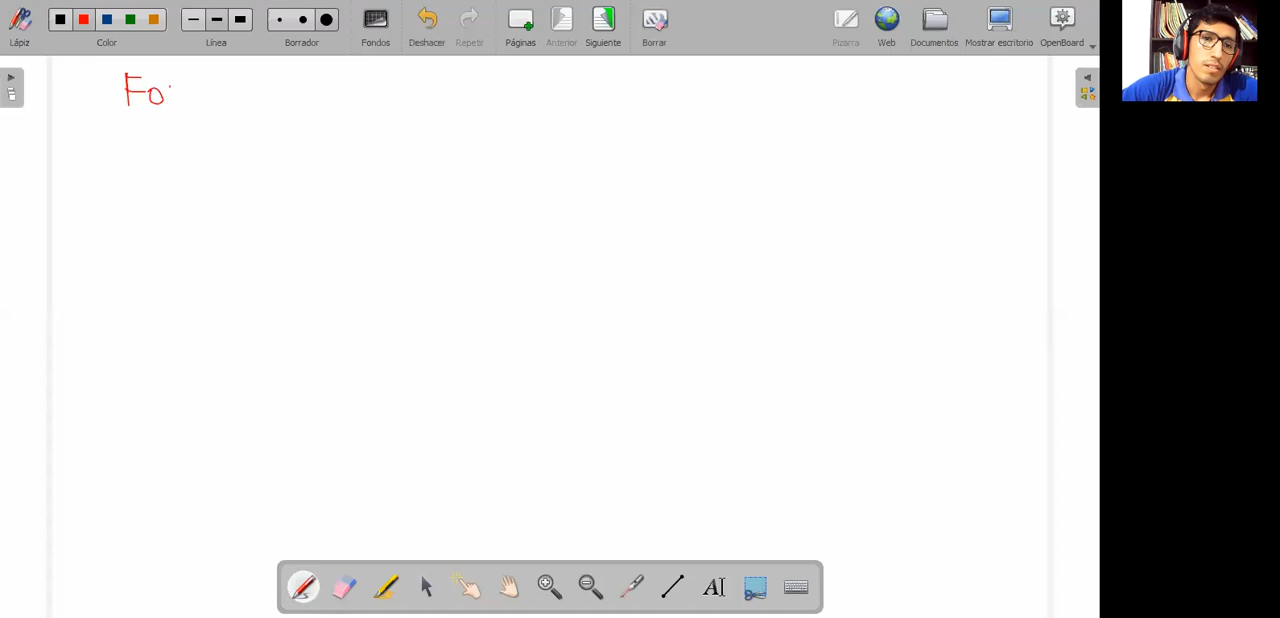 Lápiz Color Línea Borrador Fondos Deshacer Repetir Páginas Anterior Siguiente Borrar Pizarra Web Documentos Mostrar escritorio OpenBoard
Fo
A